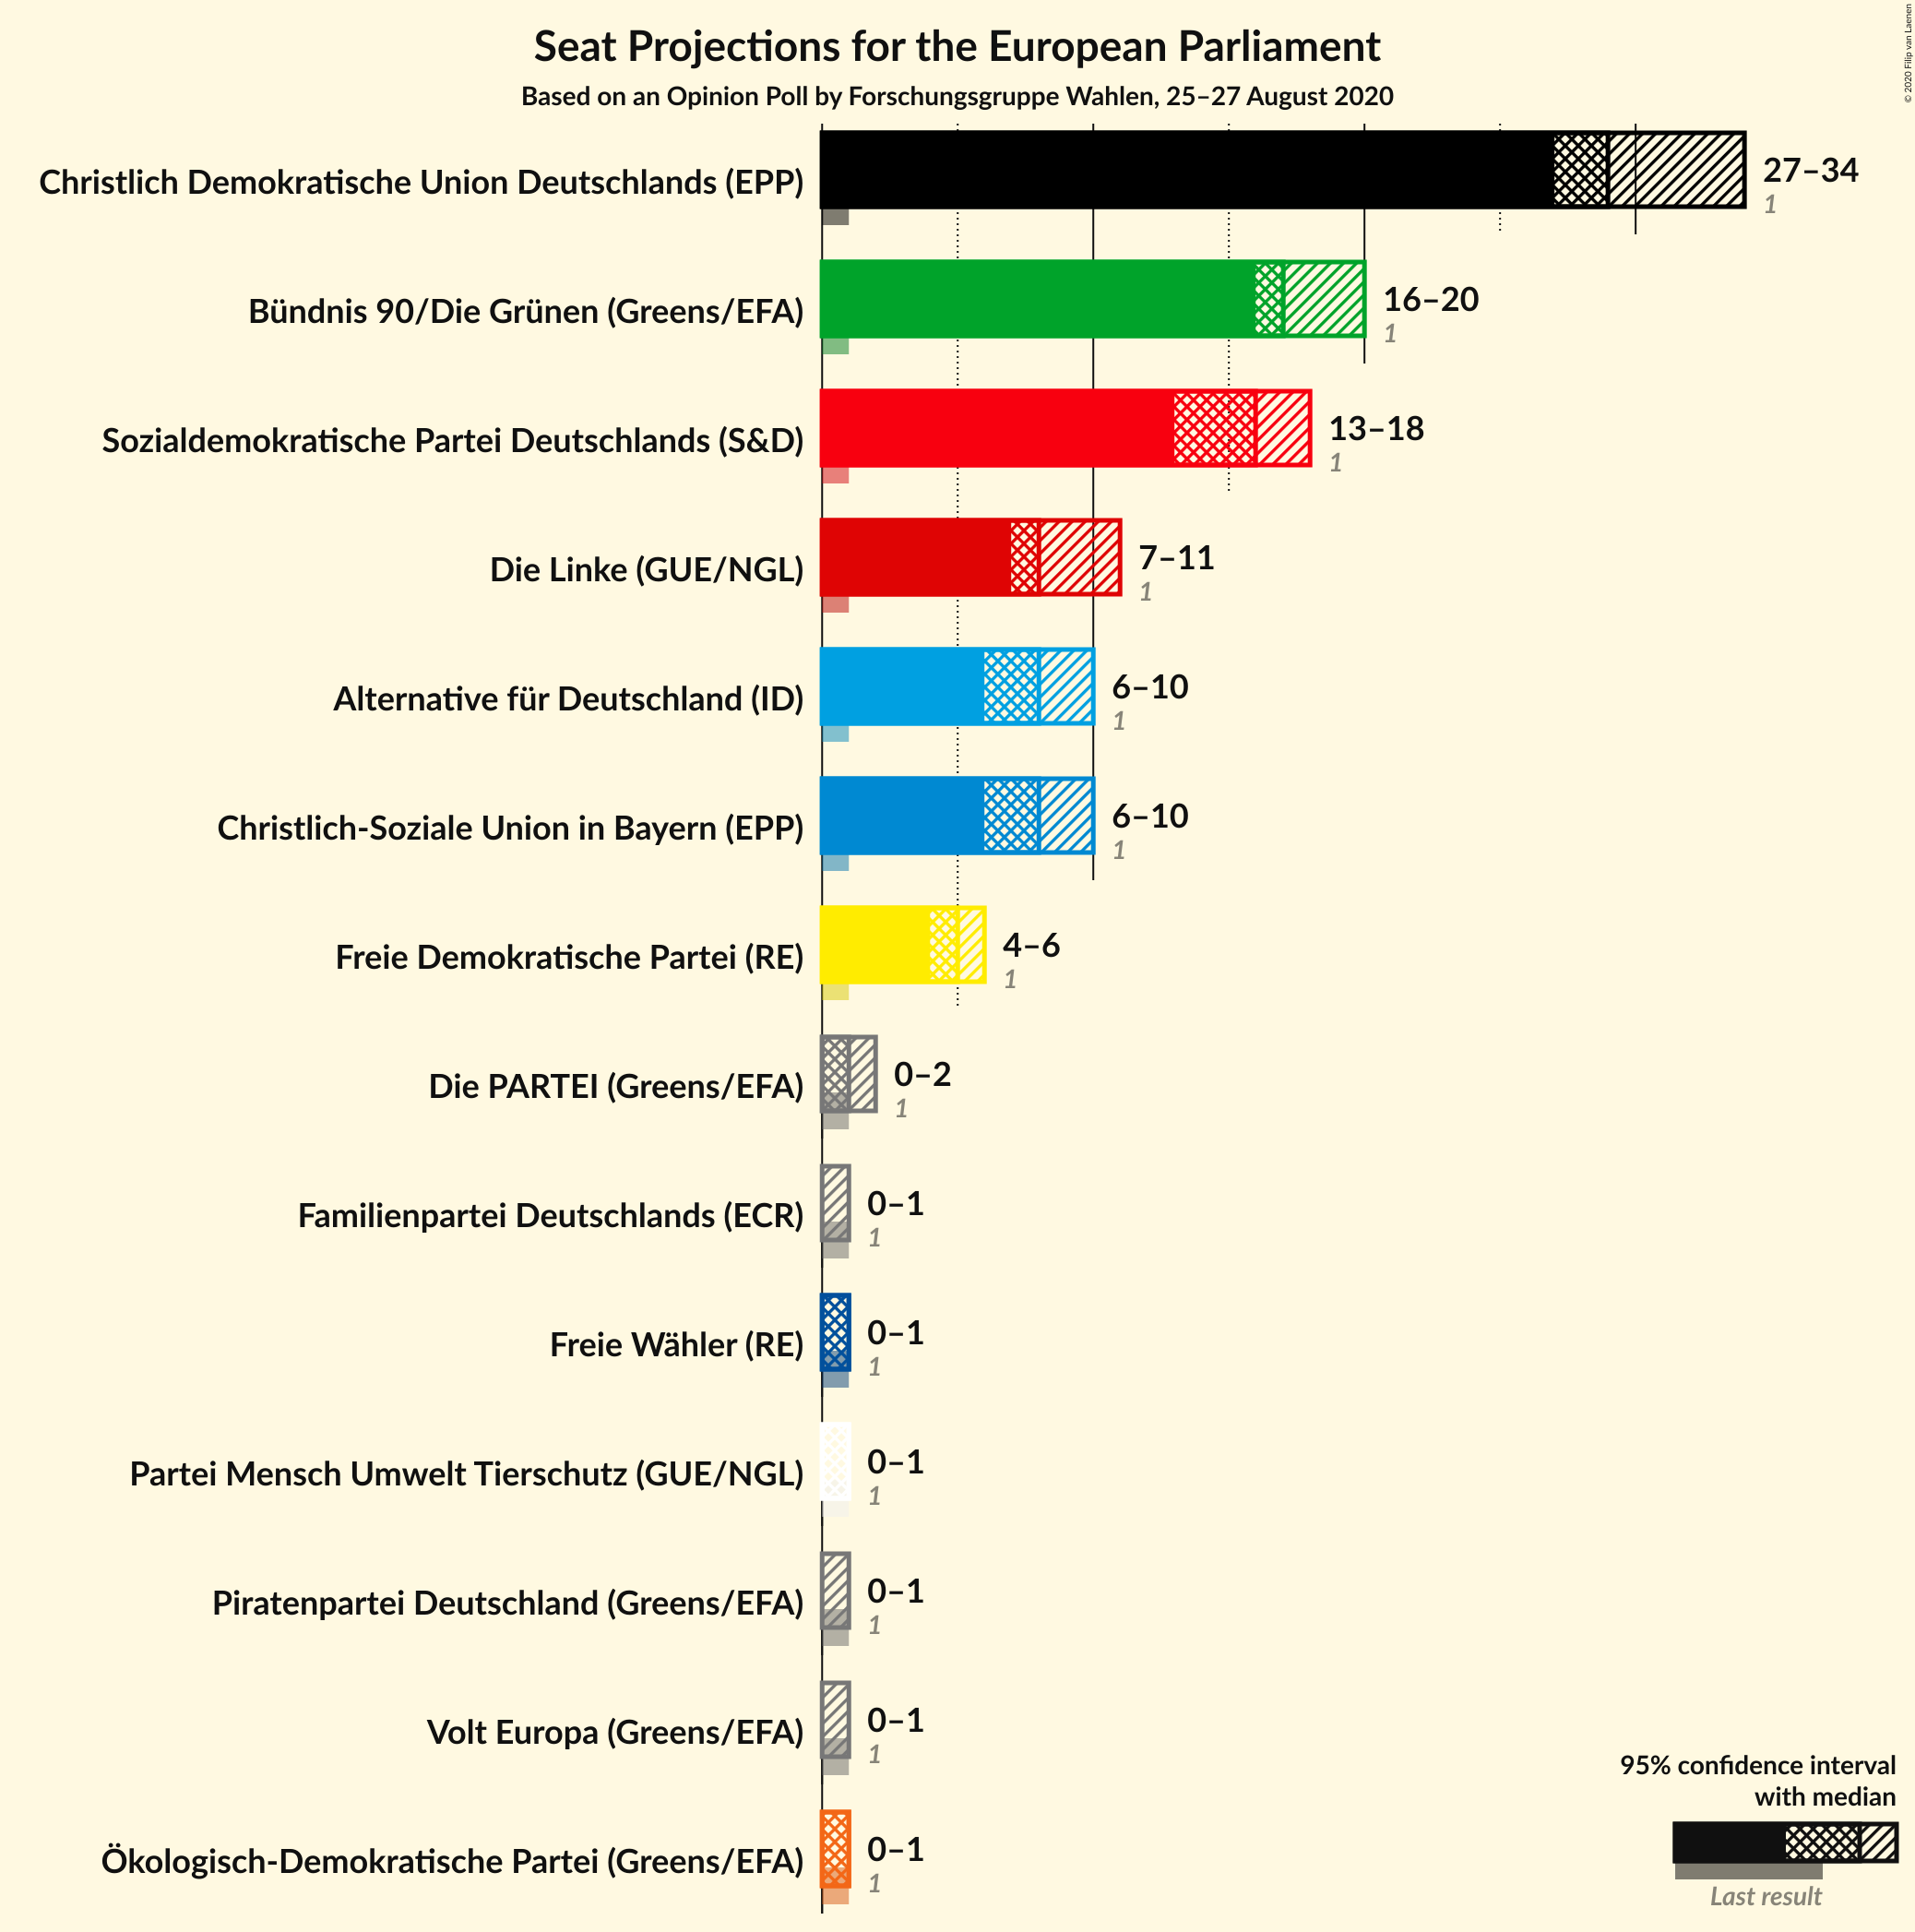 Seat Projections for the European Parliament
Based on an Opinion Poll by Forschungsgruppe Wahlen, 25–27 August 2020
© 2020 Filip van Laenen
Christlich Demokratische Union Deutschlands (EPP)
27–34
1
Bündnis 90/Die Grünen (Greens/EFA)
16–20
1
Sozialdemokratische Partei Deutschlands (S&D)
13–18
1
Die Linke (GUE/NGL)
7–11
1
Alternative für Deutschland (ID)
6–10
1
Christlich-Soziale Union in Bayern (EPP)
6–10
1
Freie Demokratische Partei (RE)
4–6
1
Die PARTEI (Greens/EFA)
0–2
1
Familienpartei Deutschlands (ECR)
0–1
1
Freie Wähler (RE)
0–1
1
Partei Mensch Umwelt Tierschutz (GUE/NGL)
0–1
1
Piratenpartei Deutschland (Greens/EFA)
0–1
1
Volt Europa (Greens/EFA)
0–1
1
Ökologisch-Demokratische Partei (Greens/EFA)
0–1
1
95% confidence interval
with median
Last result